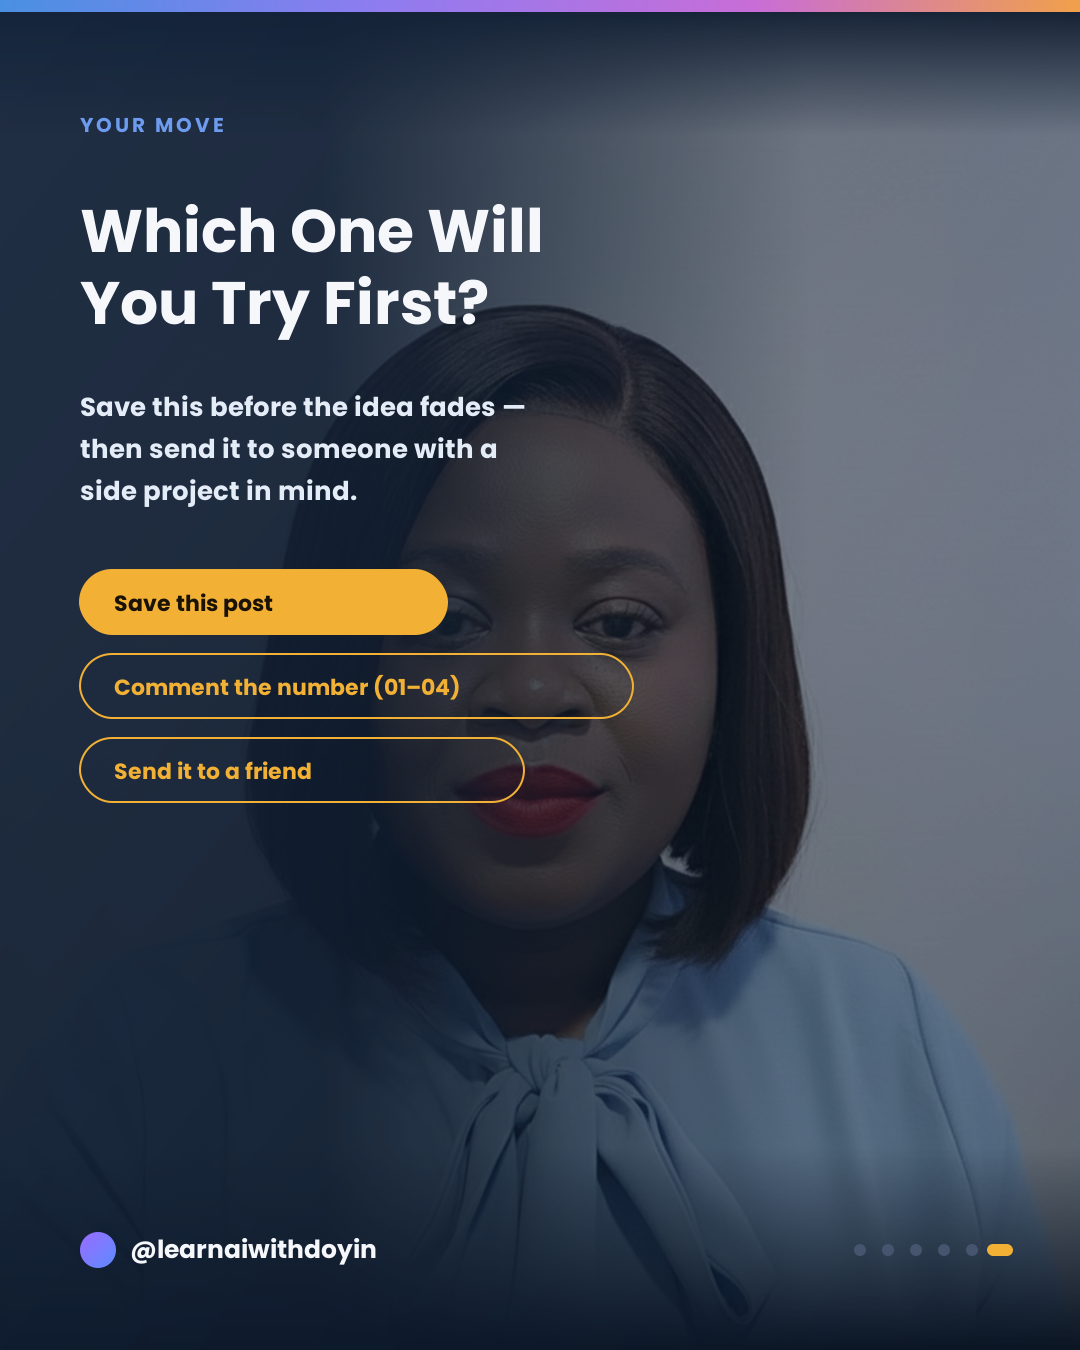 YOUR MOVE
Which One Will
You Try First?
Save this before the idea fades —
then send it to someone with a
side project in mind.
Save this post
Comment the number (01–04)
Send it to a friend
@learnaiwithdoyin